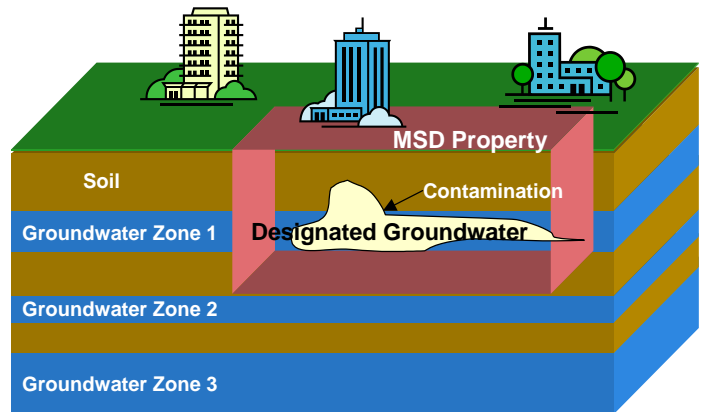 MSD Property
Soil
Contamination
Groundwater Zone 1
Designated Groundwater
Groundwater Zone 2
Groundwater Zone 3